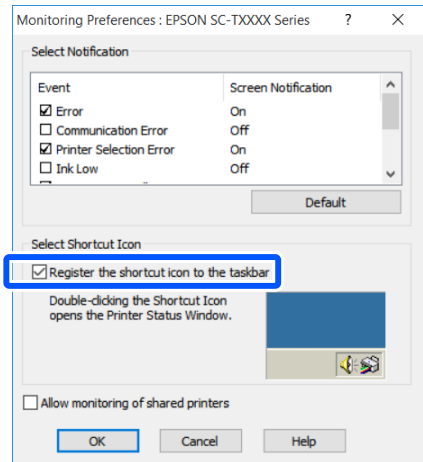 Monitoring Preferences : EPSON SC-TXXXX Series ?
Select Notification
Event Screen Notification
Error On
Communication Error Off
Printer Selection Error On
Ink Low Off
Default
Select Shortcut Icon
Register the shortcut icon to the taskbar
Double-clicking the Shortcut Icon
opens the Printer Status Window.
Allow monitoring of shared printers
OK Cancel Help